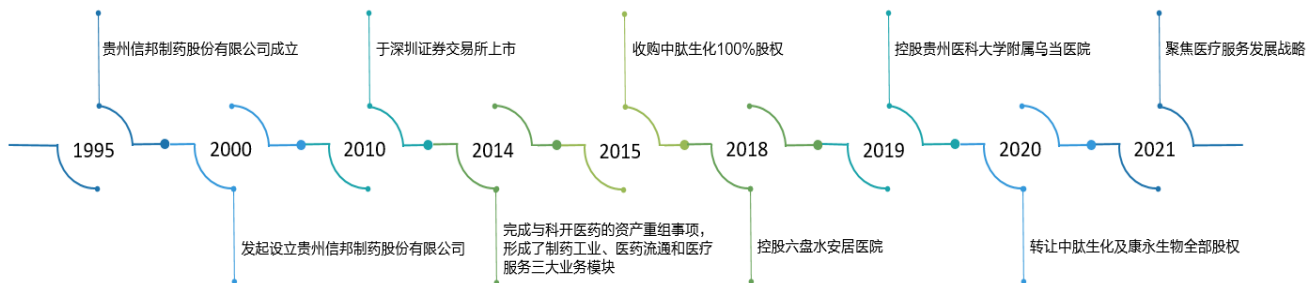 贵州信邦制药股份有限公司成立
于深圳证券交易所上市
收购中肽生化100%股权
控股贵州医科大学附属乌当医院
聚焦医疗服务发展战略
1995
2000
2010
2014
2015
2018
2019
2020
2021
发起设立贵州信邦制药股份有限公司
完成与科开医药的资产重组事项，
形成了制药工业、医药流通和医疗
服务三大业务模块
控股六盘水安居医院
转让中肽生化及康永生物全部股权